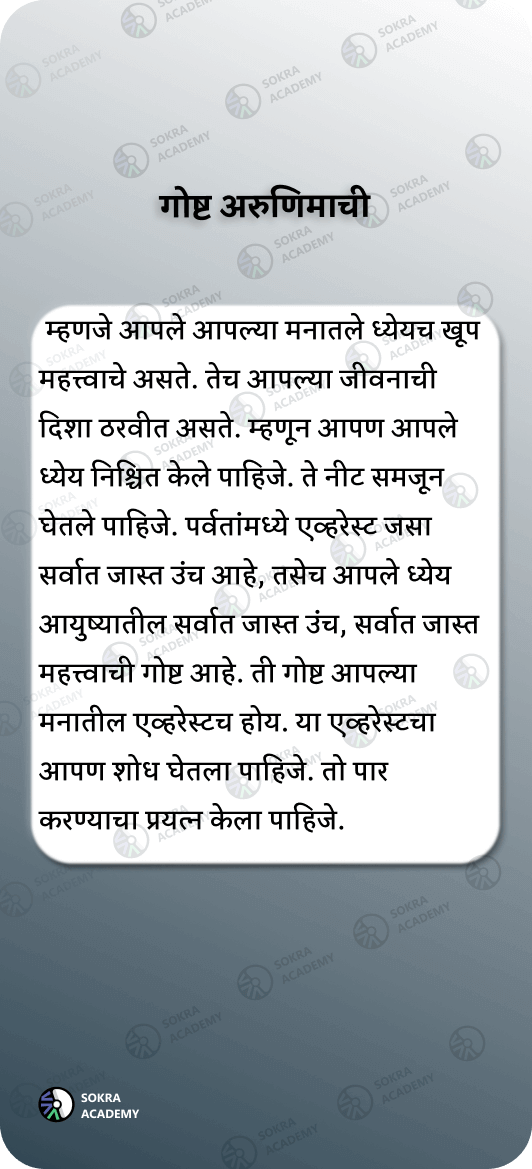 गोष्ट अरुणिमाची
म्हणजे आपले आपल्या मनातले ध्येयच खूप
महत्त्वाचे असते. तेच आपल्या जीवनाची
दिशा ठरवीत असते. म्हणून आपण आपले
ध्येय निश्चित केले पाहिजे. ते नीट समजून
घेतले पाहिजे. पर्वतांमध्ये एव्हरेस्ट जसा
सर्वात जास्त उंच आहे, तसेच आपले ध्येय
आयुष्यातील सर्वात जास्त उंच, सर्वात जास्त
महत्त्वाची गोष्ट आहे. ती गोष्ट आपल्या
मनातील एव्हरेस्टच होय. या एव्हरेस्टचा
आपण शोध घेतला पाहिजे. तो पार
करण्याचा प्रयत्न केला पाहिजे.
SOKRA
ACADEMY